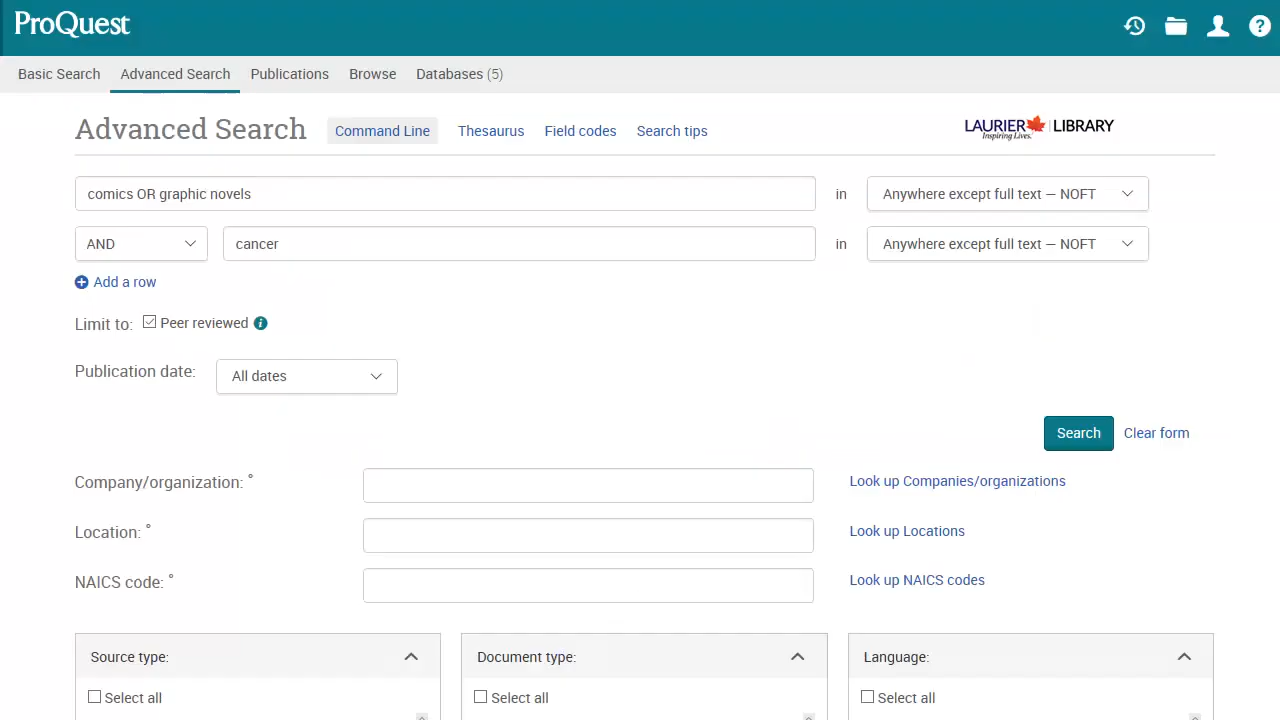 ProQuest
Basic Search Advanced Search Publications Browse Databases (5)
Advanced Search Command Line Thesaurus Field codes Search tips LAURIER LIBRARY
Inspiring Lives.
comics OR graphic novels in Anywhere except full text — NOFT
AND cancer in Anywhere except full text — NOFT
Add a row
Limit to: Peer reviewed
Publication date: All dates
Search Clear form
Company/organization: ° Look up Companies/organizations
Location: ° Look up Locations
NAICS code: ° Look up NAICS codes
Source type: Document type: Language:
Select all Select all Select all